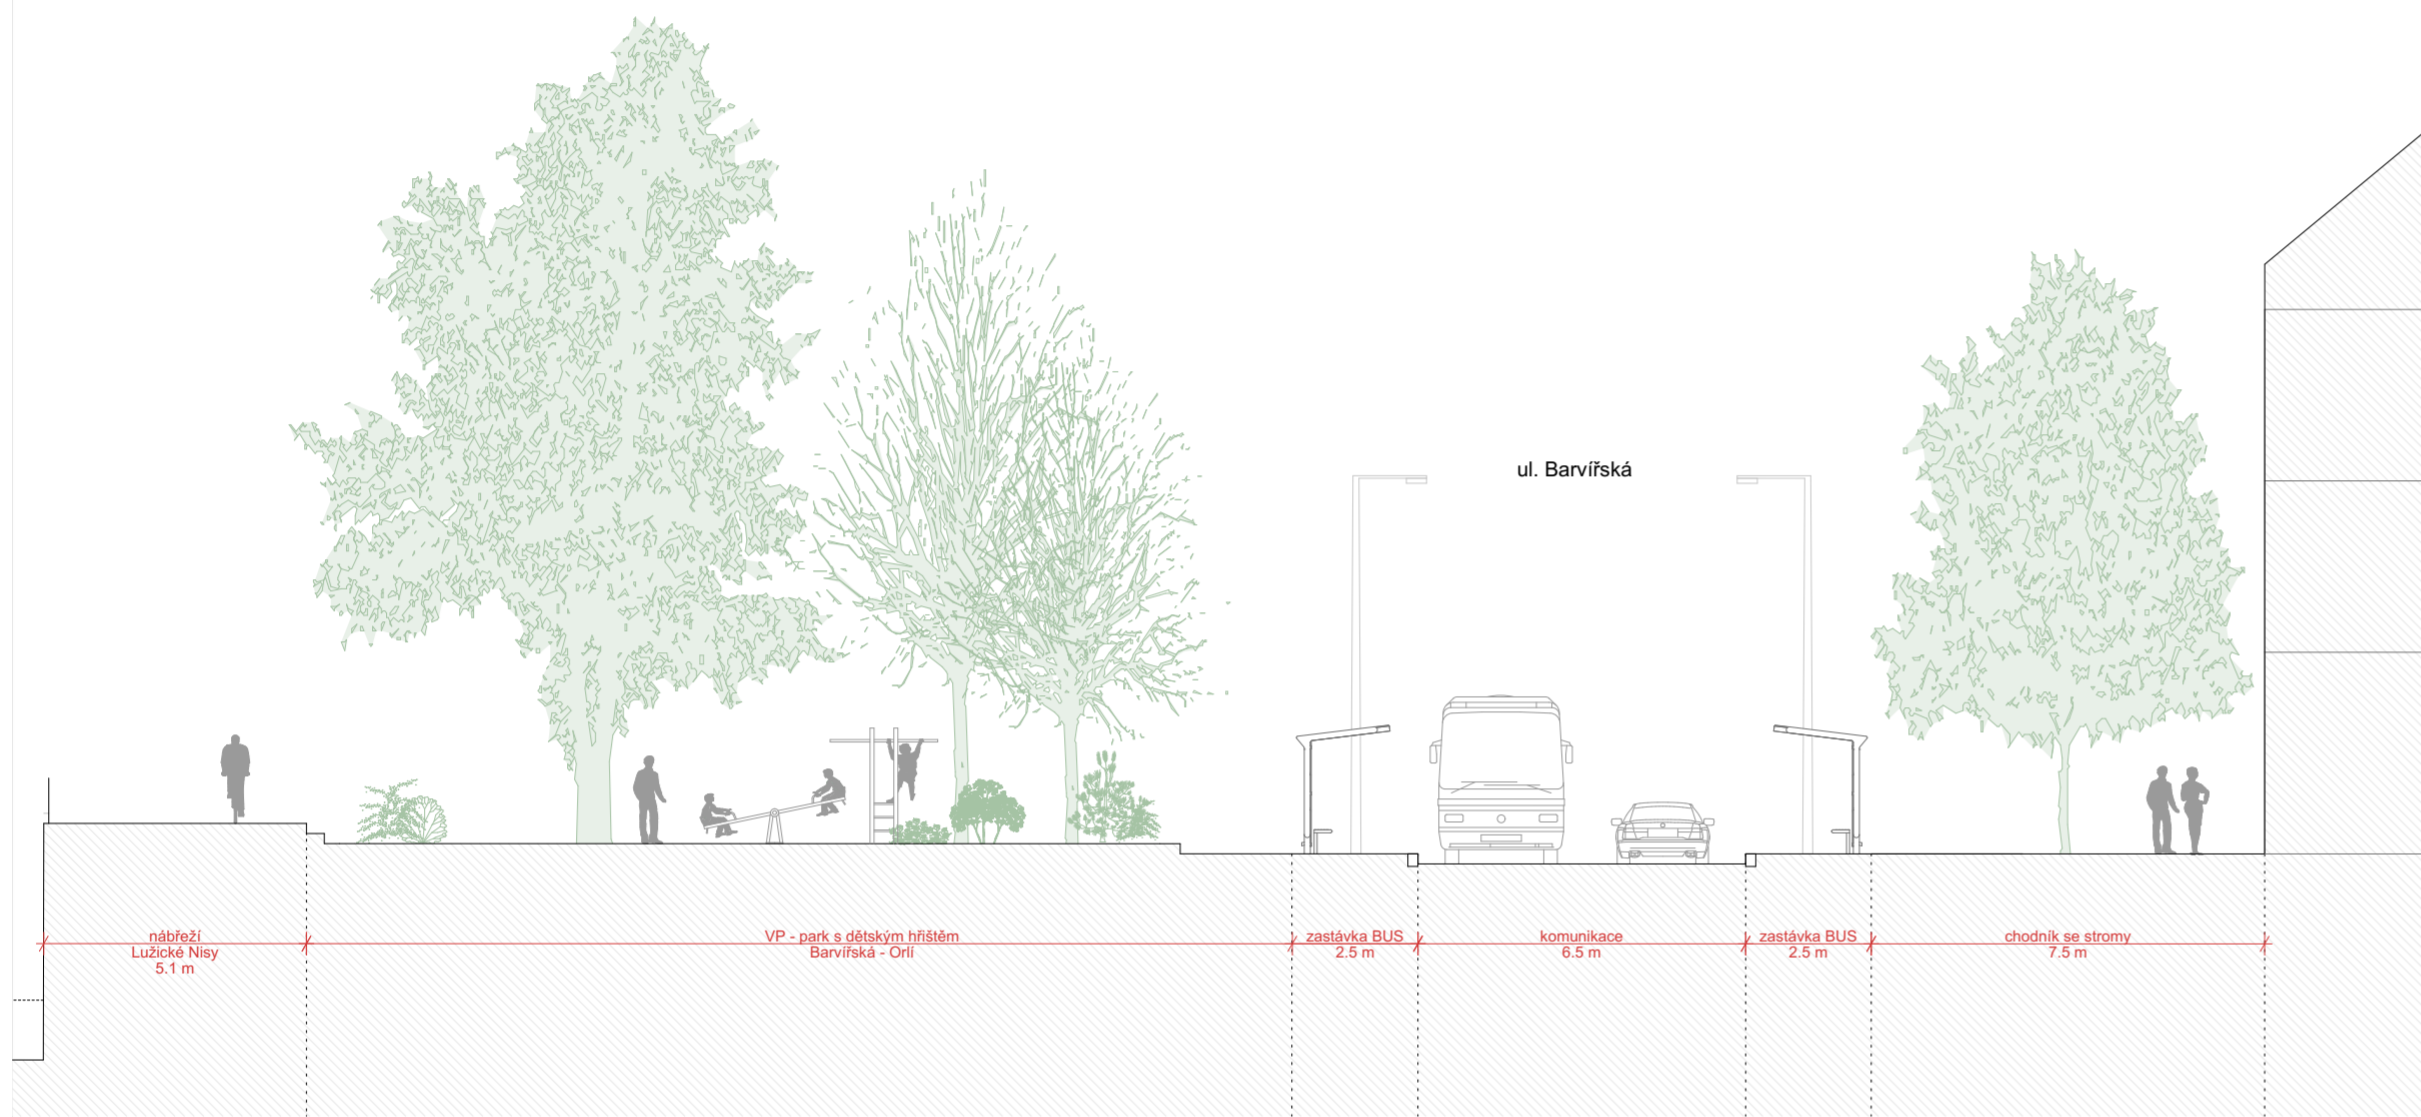 ul. Barvířská
nábřeží
Lužické Nisy
5.1 m
VP - park s dětským hřištěm
Barvířská - Orlí
zastávka BUS
2.5 m
komunikace
6.5 m
zastávka BUS
2.5 m
chodník se stromy
7.5 m